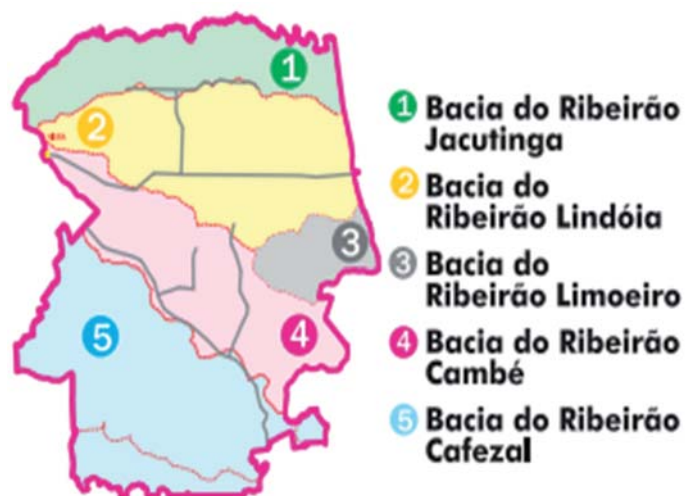 1
2
3
4
5
1 Bacia do Ribeirão
Jacutinga
2 Bacia do
Ribeirão Lindóia
3 Bacia do
Ribeirão Limoeiro
4 Bacia do Ribeirão
Cambé
5 Bacia do Ribeirão
Cafezal